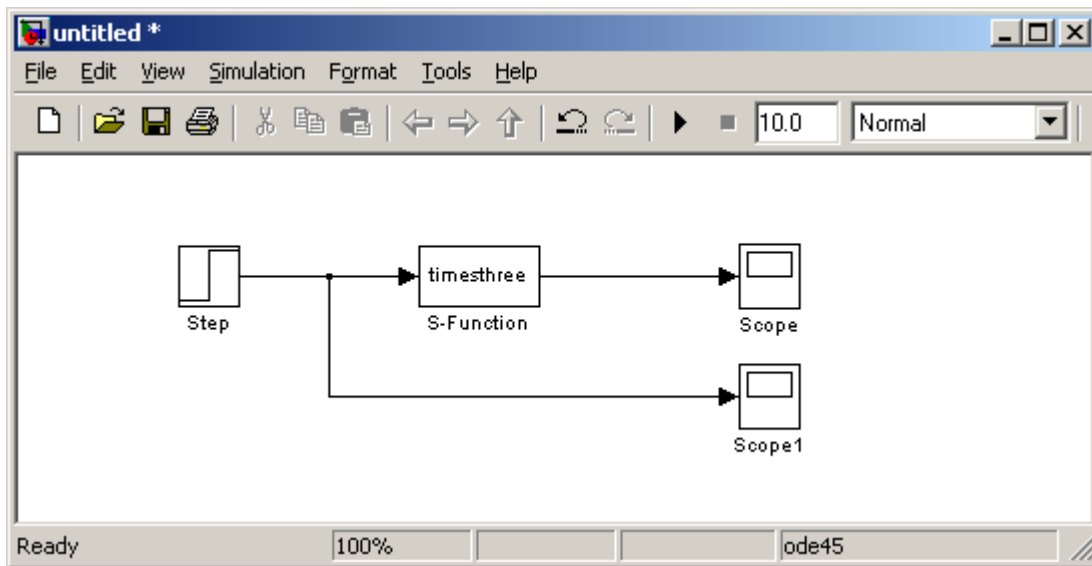 untitled *
File Edit View Simulation Format Tools Help
10.0 Normal
timesthree
Step S-Function Scope
Scope1
Ready 100% ode45